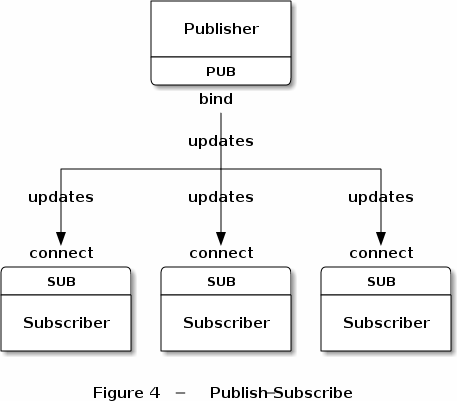 Publisher
PUB
bind
updates
updates updates updates
connect connect connect
SUB SUB SUB
Subscriber Subscriber Subscriber
Figure 4 – Publish-Subscribe